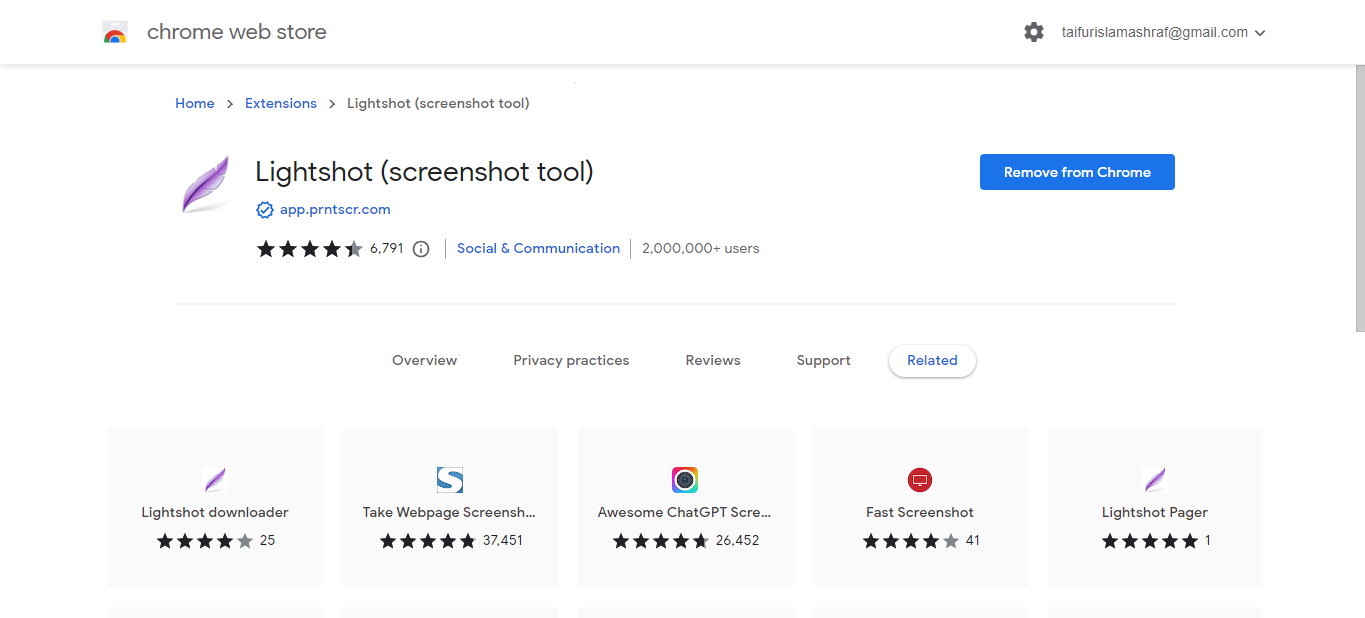 chrome web store
taifurislamashraf@gmail.com
Home > Extensions > Lightshot (screenshot tool)
Lightshot (screenshot tool)
Remove from Chrome
app.prntscr.com
6,791
Social & Communication
2,000,000+ users
Overview
Privacy practices
Reviews
Support
Related
Lightshot downloader
25
Take Webpage Screensh...
37,451
Awesome ChatGPT Scre...
26,452
Fast Screenshot
41
Lightshot Pager
1